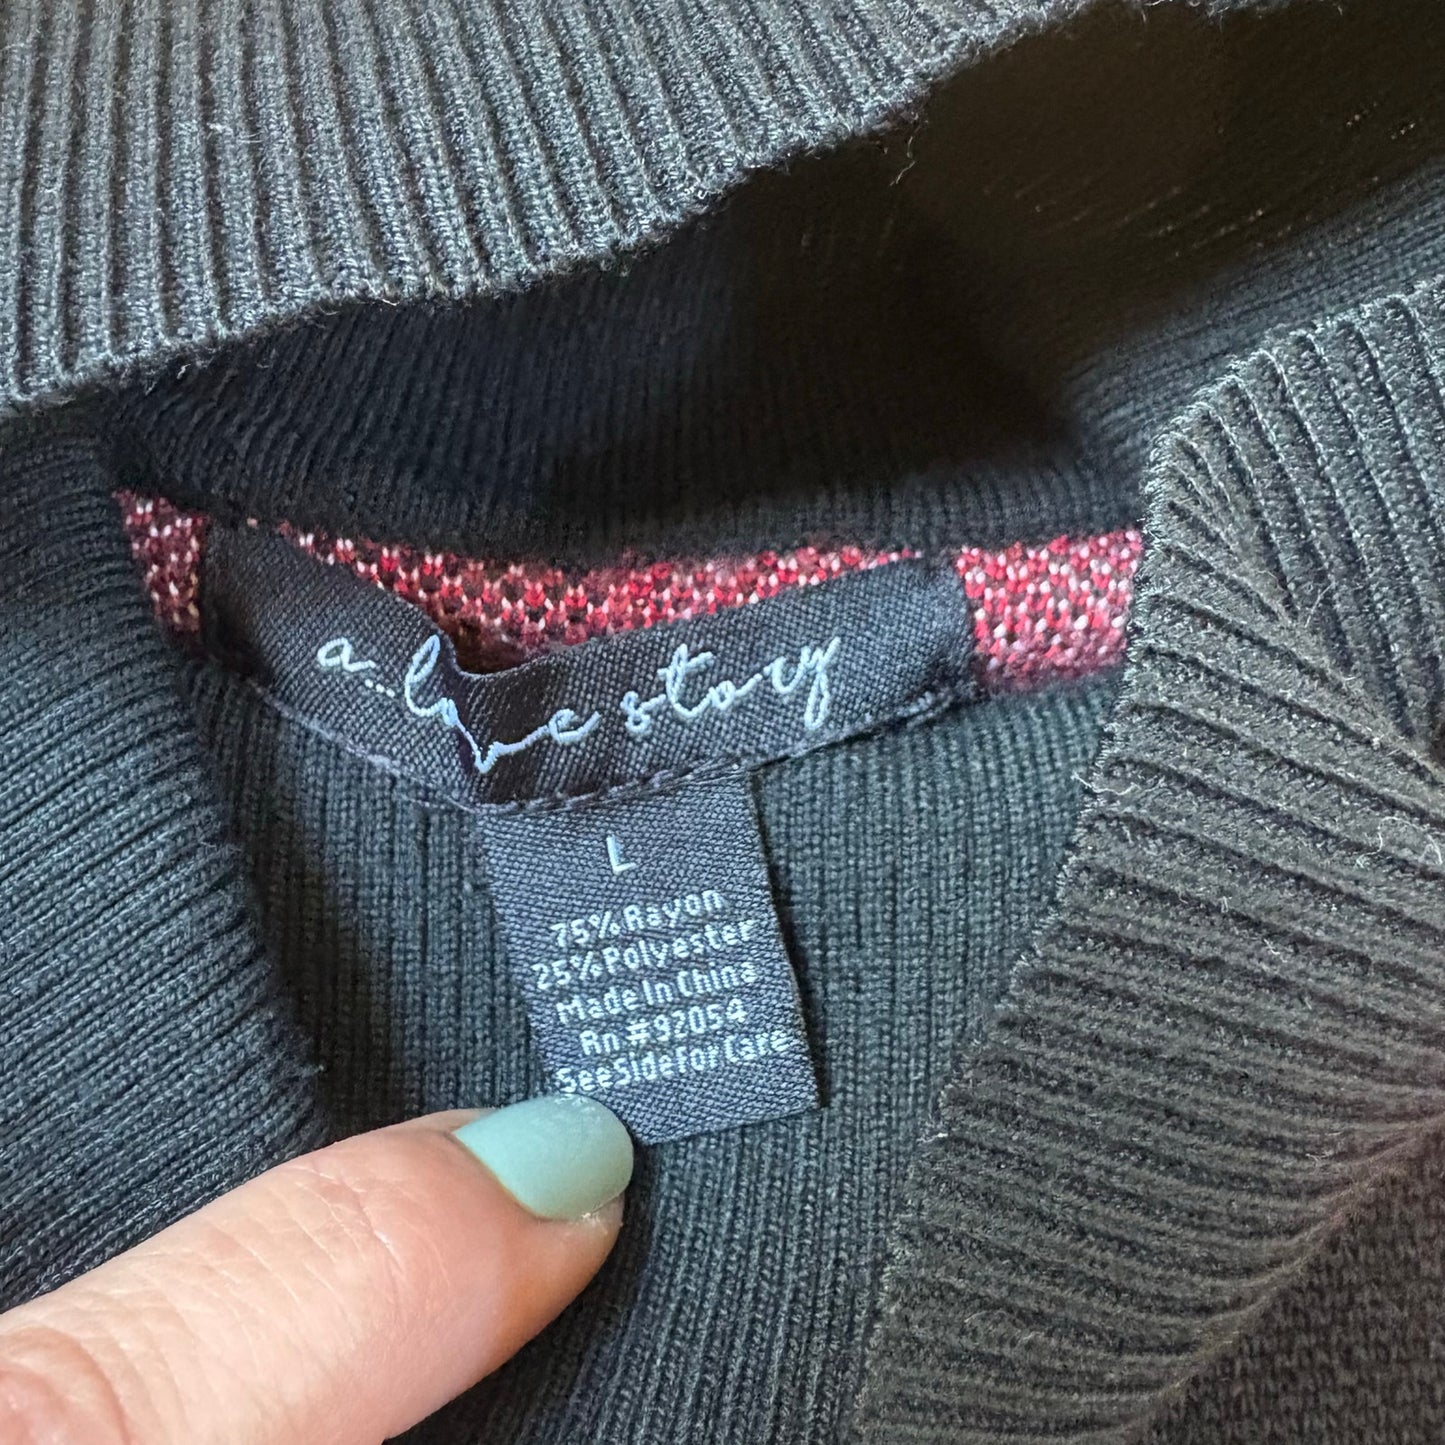 a love story
L
75%Rayon
25%Polyester
Made In China
Rn#92054
SeeSideForCare